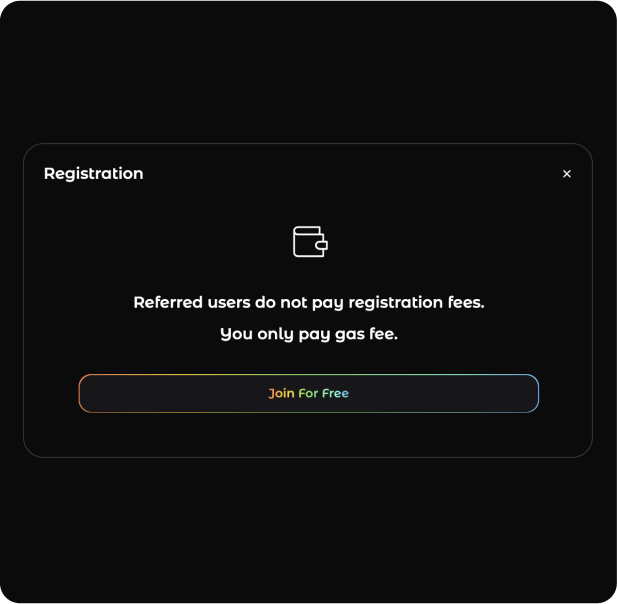 Registration
Referred users do not pay registration fees.
You only pay gas fee.
Join For Free